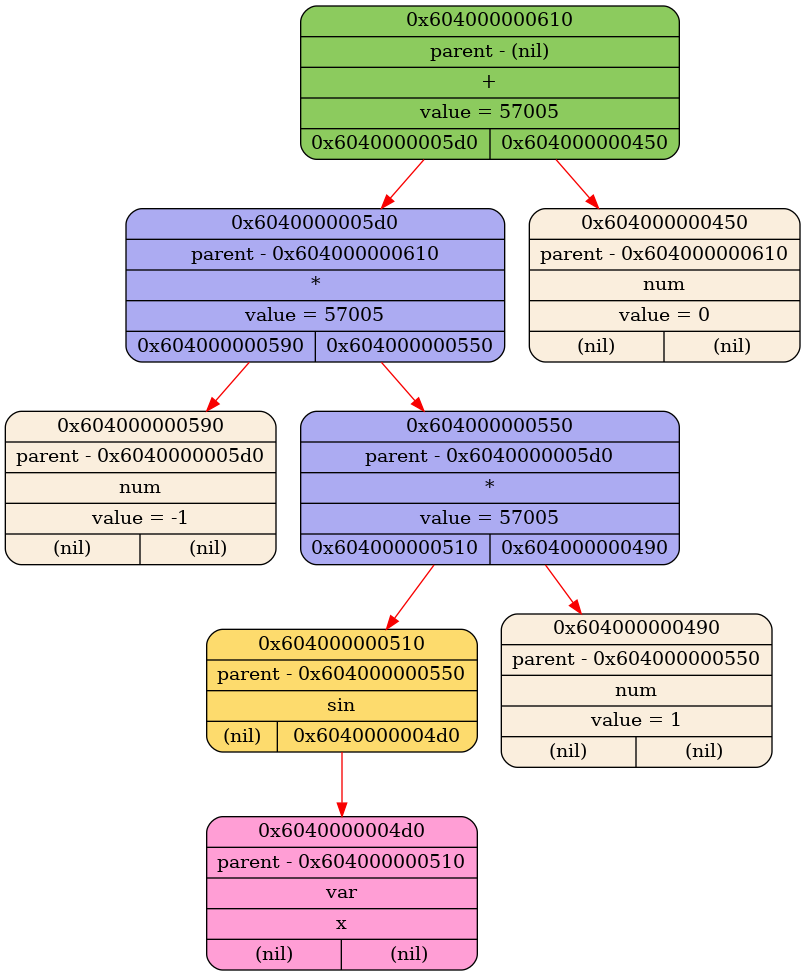 0x604000000610
parent - (nil)
+
value = 57005
0x6040000005d0 0x604000000450
0x6040000005d0
parent - 0x604000000610
*
value = 57005
0x604000000590 0x604000000550
0x604000000450
parent - 0x604000000610
num
value = 0
(nil) (nil)
0x604000000590
parent - 0x6040000005d0
num
value = -1
(nil) (nil)
0x604000000550
parent - 0x6040000005d0
*
value = 57005
0x604000000510 0x604000000490
0x604000000510
parent - 0x604000000550
sin
(nil) 0x6040000004d0
0x604000000490
parent - 0x604000000550
num
value = 1
(nil) (nil)
0x6040000004d0
parent - 0x604000000510
var
x
(nil) (nil)